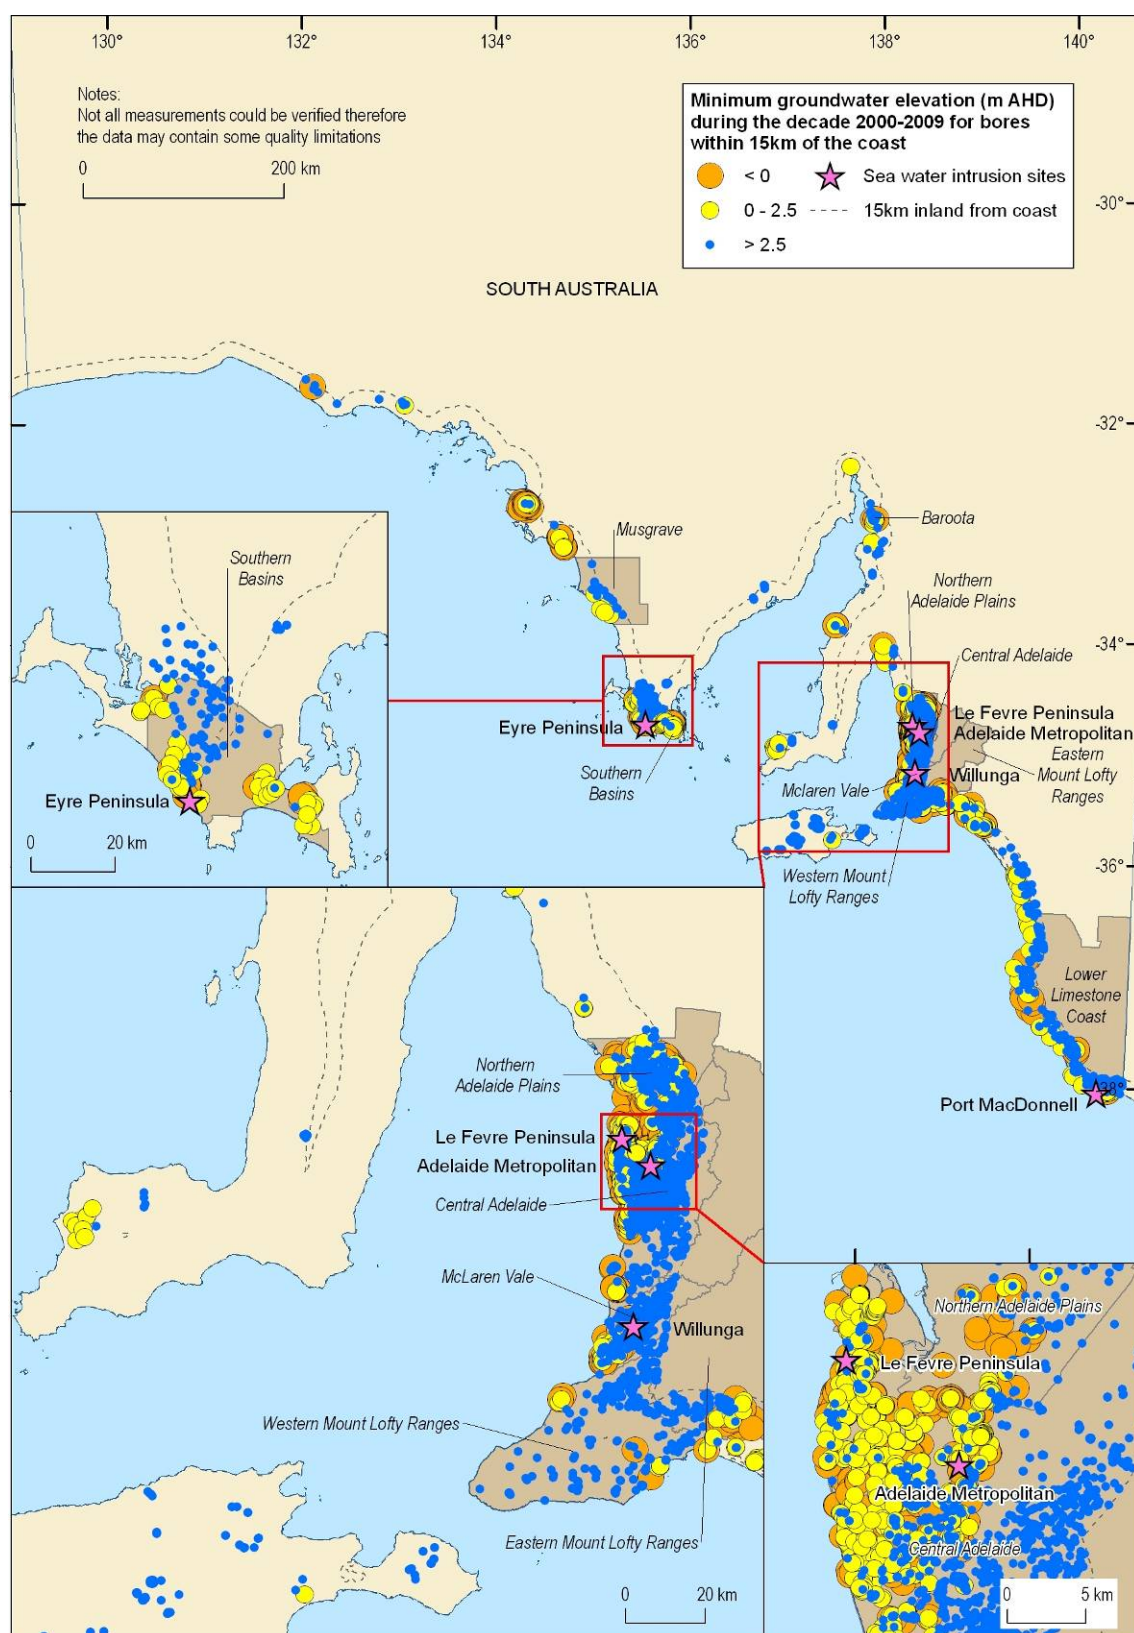 130°
132°
134°
136°
138°
140°
Notes:
Not all measurements could be verified therefore
the data may contain some quality limitations
0
200 km
Minimum groundwater elevation (m AHD)
during the decade 2000-2009 for bores
within 15km of the coast
< 0
Sea water intrusion sites
0 - 2.5
15km inland from coast
> 2.5
-30°
SOUTH AUSTRALIA
-32°
Musgrave
Baroota
Northern
Adelaide Plains
-34°
Central Adelaide
Le Fevre Peninsula
Adelaide Metropolitan
Eastern
Mount Lofty
Ranges
Willunga
Mclaren Vale
Eyre Peninsula
Southern
Basins
-36°
Western Mount
Lofty Ranges
Lower
Limestone
Coast
-38°
Port MacDonnell
Southern
Basins
Eyre Peninsula
0
20 km
Northern
Adelaide Plains
Le Fevre Peninsula
Adelaide Metropolitan
Central Adelaide
McLaren Vale
Willunga
Western Mount Lofty Ranges
Eastern Mount Lofty Ranges
0
20 km
Northern Adelaide Plains
Le Fevre Peninsula
Adelaide Metropolitan
Central Adelaide
0
5 km